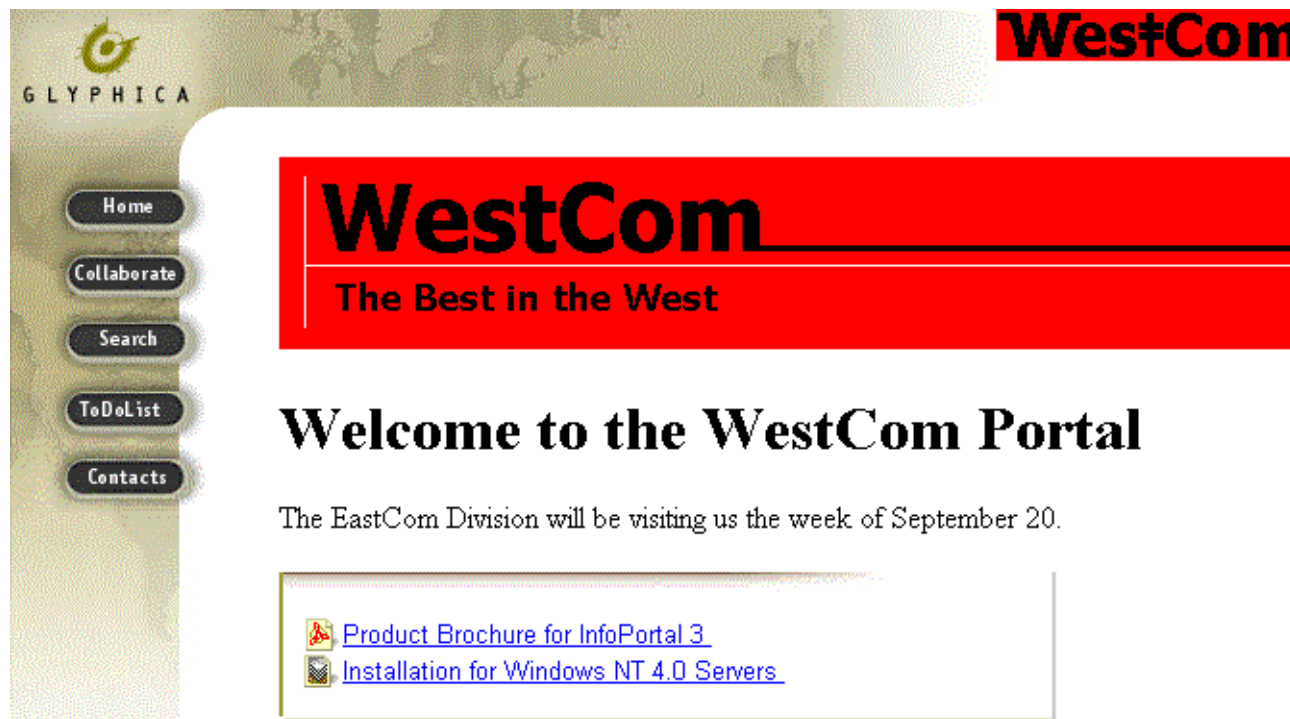 GLYPHICA
WestCom
Home
Collaborate
Search
ToDoList
Contacts
WestCom
The Best in the West
Welcome to the WestCom Portal
The EastCom Division will be visiting us the week of September 20.
Product Brochure for InfoPortal 3
Installation for Windows NT 4.0 Servers